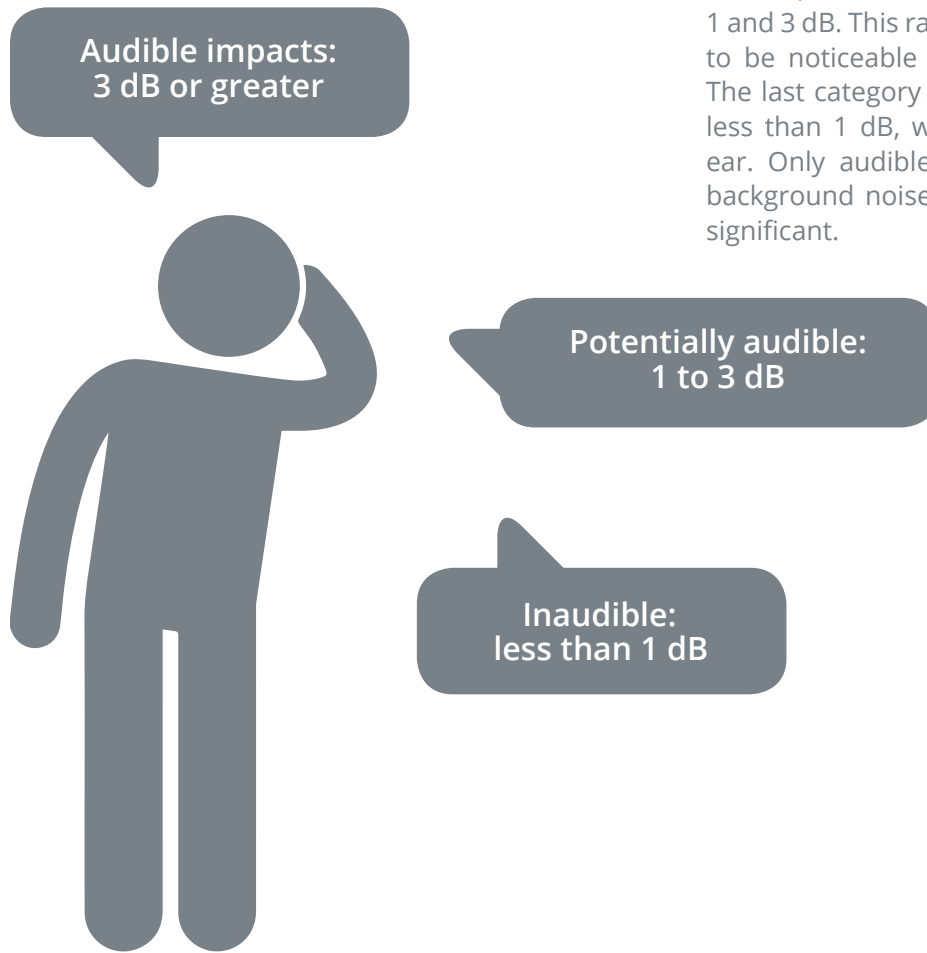 Audible impacts:
3 dB or greater
1 and 3 dB. This
to be noticeable
The last category
less than 1 dB,
ear. Only audible
background noise
significant.
Potentially audible:
1 to 3 dB
Inaudible:
less than 1 dB